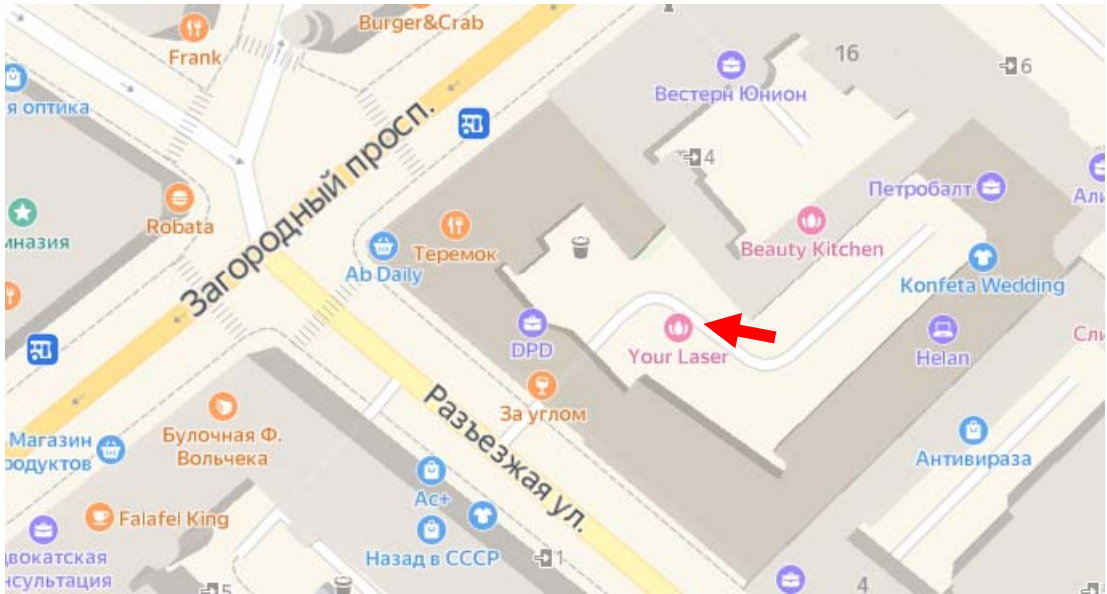 Burger&Crab
Frank
я оптика
16
6
Вестерн Юнион
Загородный просп.
4
Петробалт
Али
Robata
мназия
Теремок
Ab Daily
Beauty Kitchen
Konfeta Wedding
DPD
Your Laser
Helan
Сли
За углом
Разъезжая ул.
Булочная Ф.
Вольчека
Магазин
родуктов
Антивираза
Ac+
Falafel King
Назад в СССР
1
двокатская
нсультация
5
4